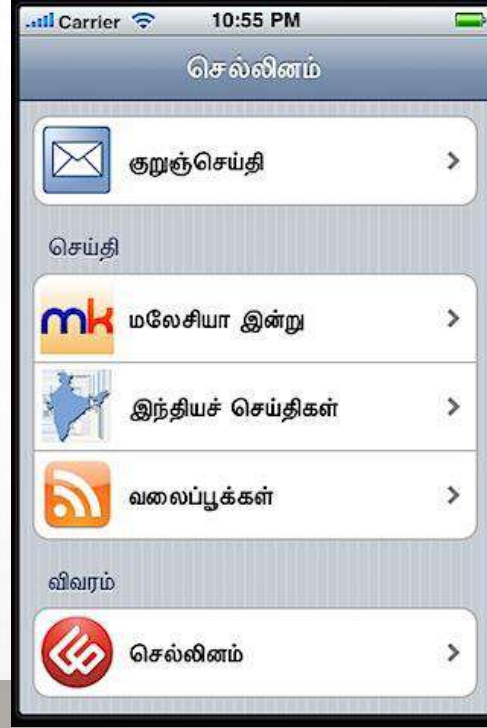 Carrier 10:55 PM
செல்லினம்
குறுஞ்செய்தி
செய்தி
mk மலேசியா இன்று
இந்தியச் செய்திகள்
வலைப்பூக்கள்
விவரம்
செல்லினம்